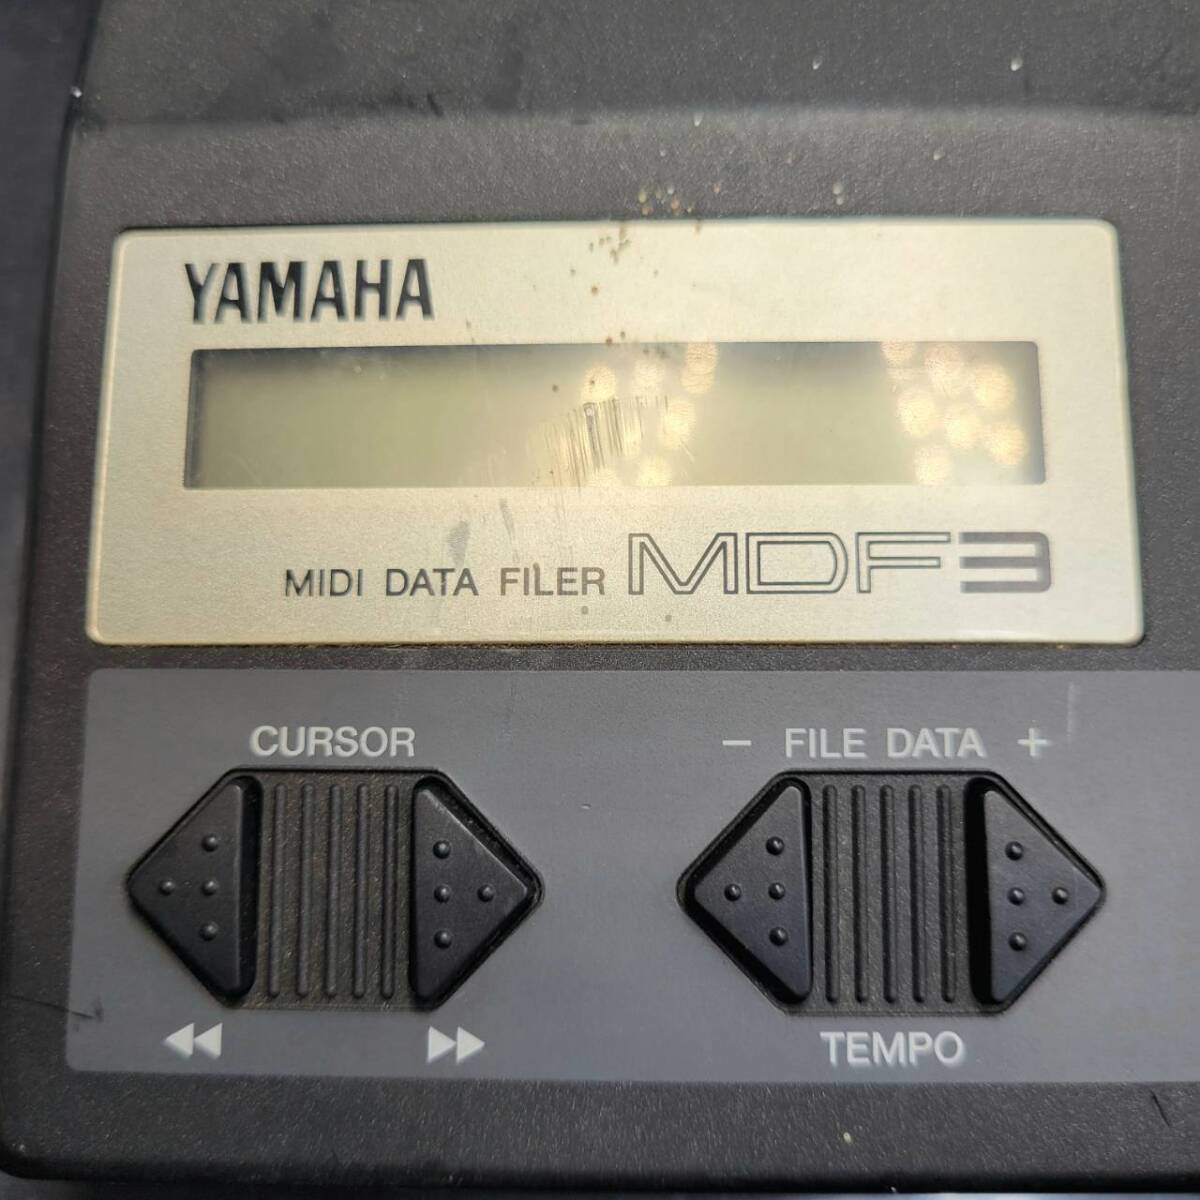 YAMAHA
MIDI DATA FILER MDF3
CURSOR
− FILE DATA +
TEMPO